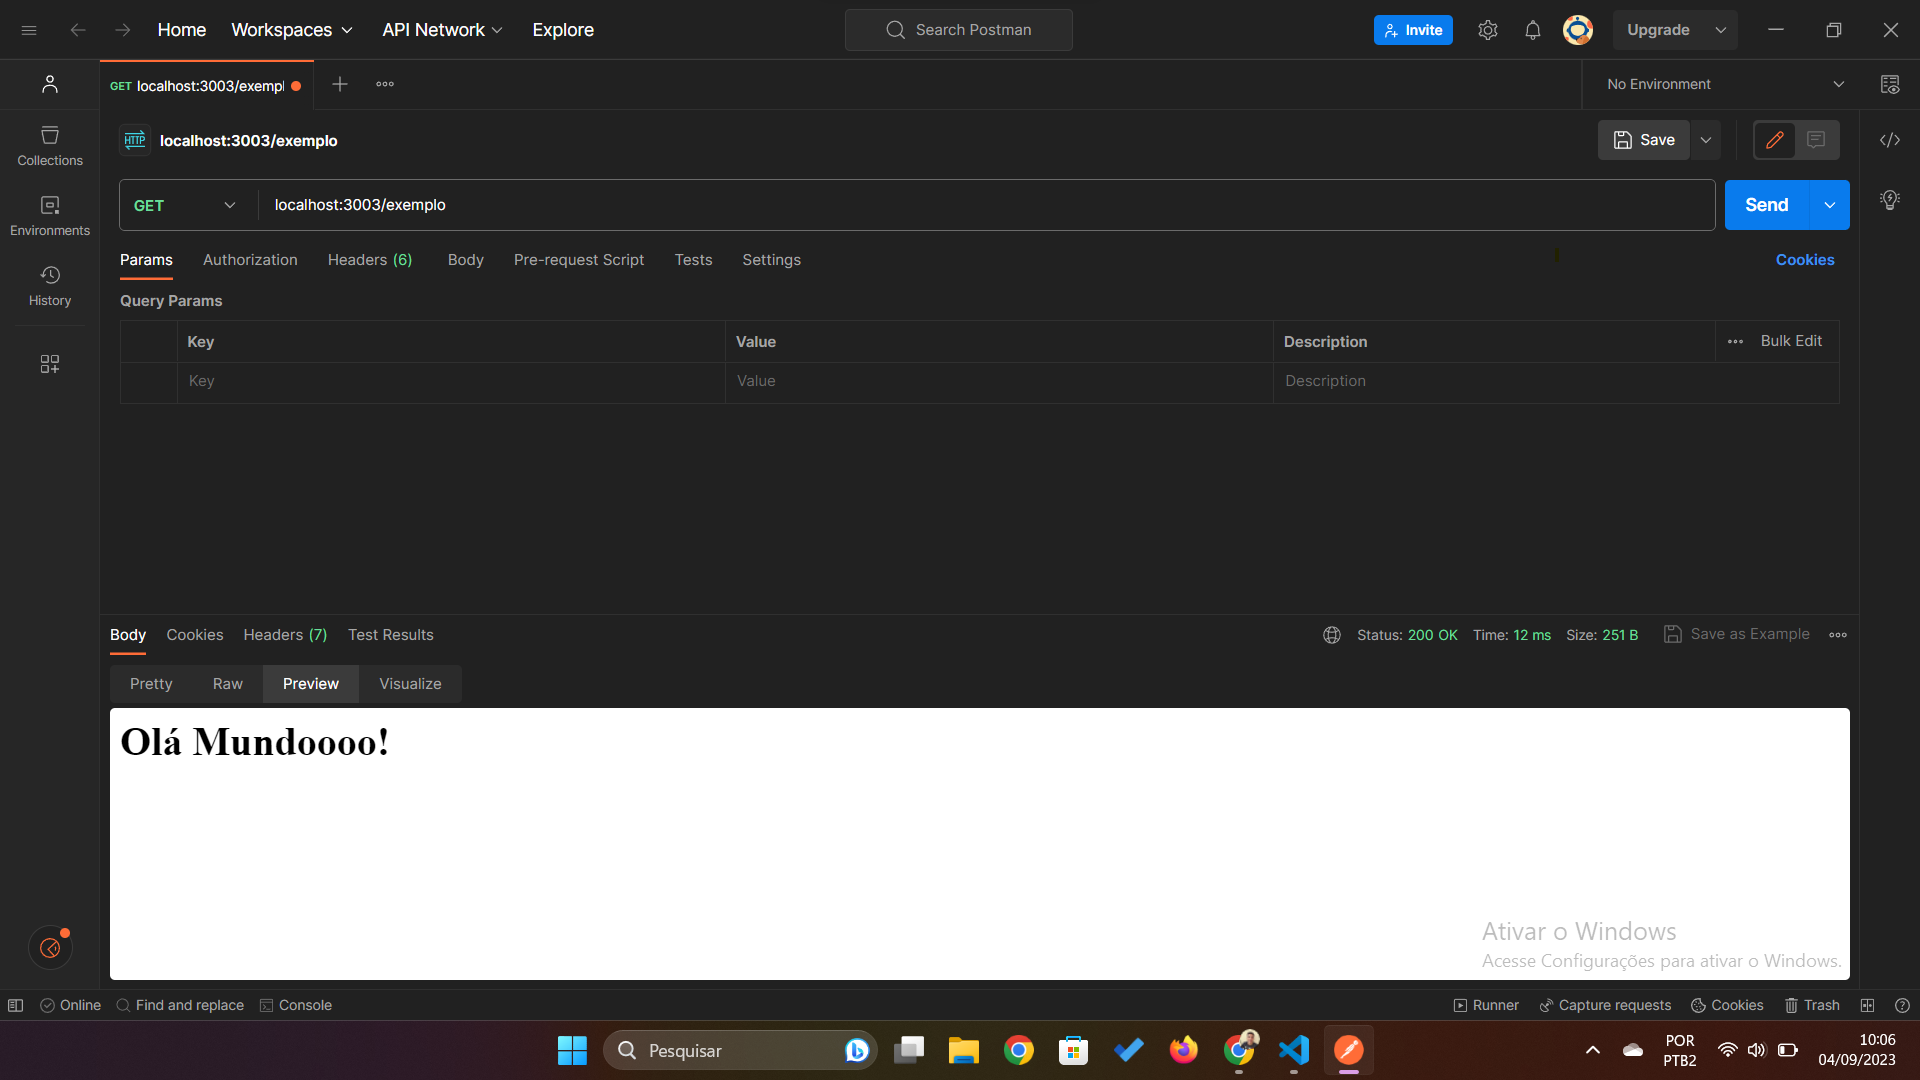 Home Workspaces API Network Explore Search Postman Invite Upgrade
GET localhost:3003/exempl No Environment
HTTP localhost:3003/exemplo Save
Collections
GET localhost:3003/exemplo Send
Environments
Params Authorization Headers (6) Body Pre-request Script Tests Settings Cookies
History
Query Params
Key Value Description Bulk Edit
Key Value Description
Body Cookies Headers (7) Test Results Status: 200 OK Time: 12 ms Size: 251 B Save as Example
Pretty Raw Preview Visualize
Olá Mundoooo!
Ativar o Windows
Acesse Configurações para ativar o Windows.
Online Find and replace Console Runner Capture requests Cookies Trash
Pesquisar
POR
PTB2
10:06
04/09/2023